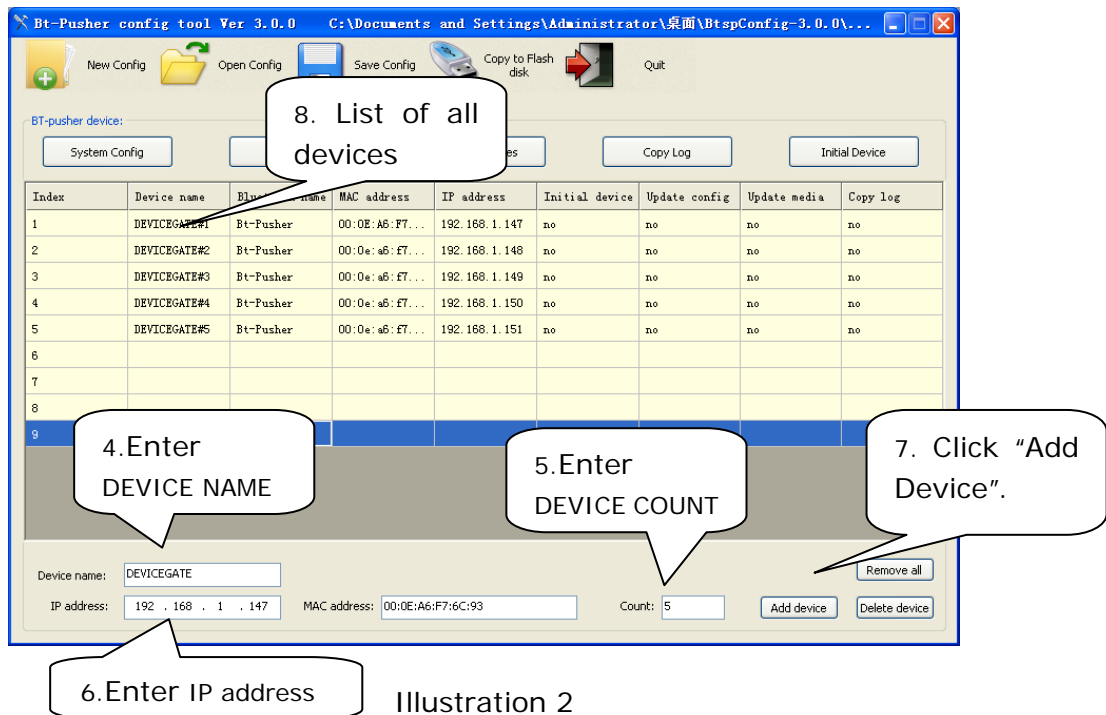 Bt-Pusher config tool Ver 3.0.0 C:\Documents and Settings\Administrator\桌面\BtspConfig-3.0.0\...
New Config Open Config Save Config Copy to Flash disk Quit
8. List of all
devices
BT-pusher device:
System Config Copy Log Initial Device
Index Device name name MAC address IP address Initial device Update config Update media Copy log
1 DEVICEGATE#1 Bt-Pusher 00:0E:A6:F7... 192.168.1.147 no no no no
2 DEVICEGATE#2 Bt-Pusher 00:0e:a6:f7... 192.168.1.148 no no no no
3 DEVICEGATE#3 Bt-Pusher 00:0e:a6:f7... 192.168.1.149 no no no no
4 DEVICEGATE#4 Bt-Pusher 00:0e:a6:f7... 192.168.1.150 no no no no
5 DEVICEGATE#5 Bt-Pusher 00:0e:a6:f7... 192.168.1.151 no no no no
6
7
8
9
4.Enter
DEVICE NAME
5.Enter
DEVICE COUNT
7. Click “Add
Device”.
Device name: DEVICEGATE Remove all
IP address: 192 . 168 . 1 . 147 MAC address: 00:0E:A6:F7:6C:93 Count: 5 Add device Delete device
6.Enter IP address
Illustration 2